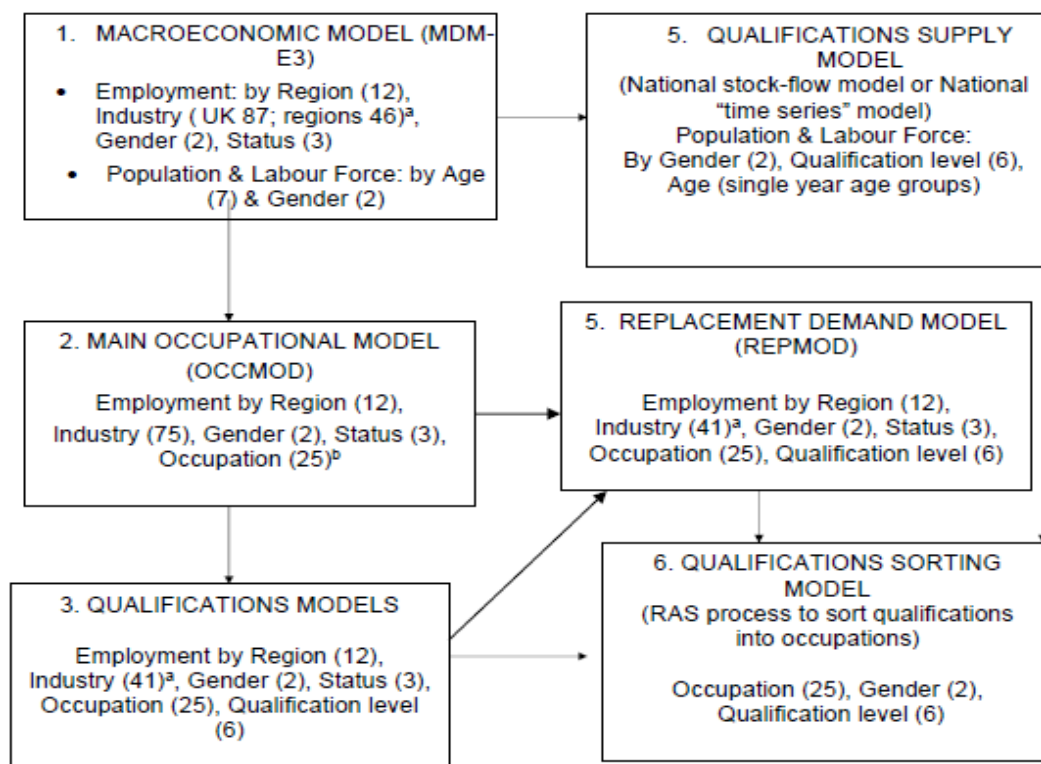 1. MACROECONOMIC MODEL (MDM-
E3)
• Employment: by Region (12),
Industry ( UK 87; regions 46)ᵃ,
Gender (2), Status (3)
• Population & Labour Force: by Age
(7) & Gender (2)
5. QUALIFICATIONS SUPPLY
MODEL
(National stock-flow model or National
“time series” model)
Population & Labour Force:
By Gender (2), Qualification level (6),
Age (single year age groups)
2. MAIN OCCUPATIONAL MODEL
(OCCMOD)
Employment by Region (12),
Industry (75), Gender (2), Status (3),
Occupation (25)ᵇ
5. REPLACEMENT DEMAND MODEL
(REPMOD)
Employment by Region (12),
Industry (41)ᵃ, Gender (2), Status (3),
Occupation (25), Qualification level (6)
3. QUALIFICATIONS MODELS
Employment by Region (12),
Industry (41)ᵃ, Gender (2), Status (3),
Occupation (25), Qualification level
(6)
6. QUALIFICATIONS SORTING
MODEL
(RAS process to sort qualifications
into occupations)
Occupation (25), Gender (2),
Qualification level (6)